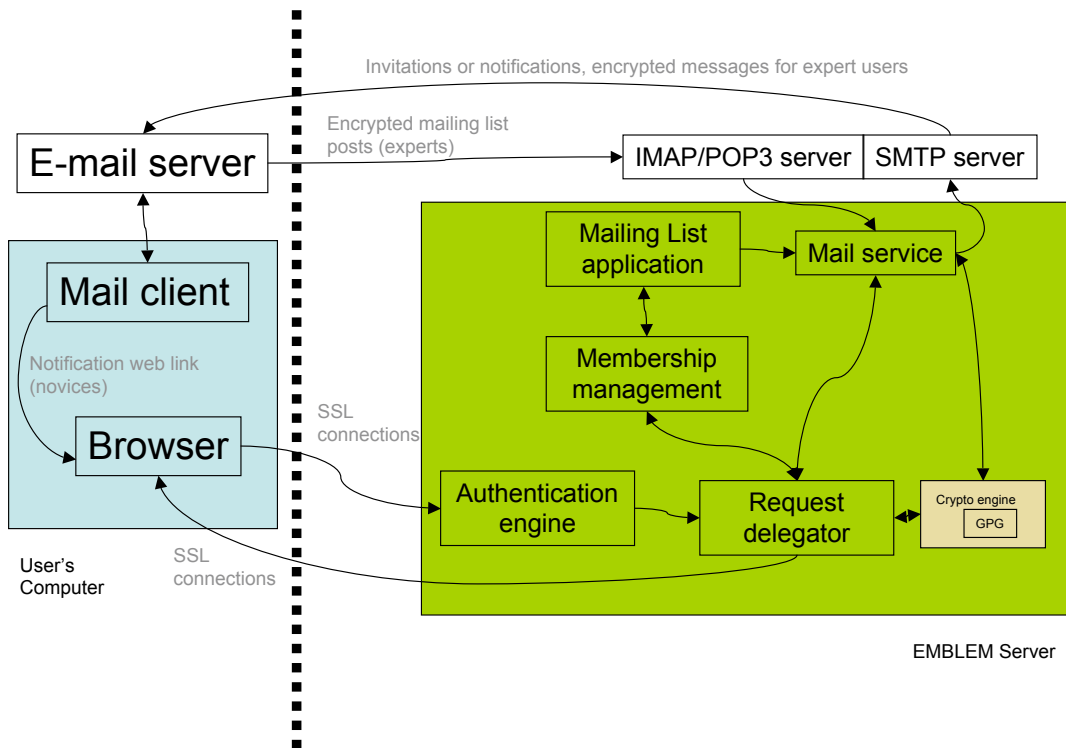 Invitations or notifications, encrypted messages for expert users
Encrypted mailing list
posts (experts)
E-mail server
IMAP/POP3 server
SMTP server
Mailing List
application
Mail service
Mail client
Notification web link
(novices)
Membership
management
SSL
connections
Browser
Authentication
engine
Request
delegator
Crypto engine
GPG
SSL
connections
User's
Computer
EMBLEM Server